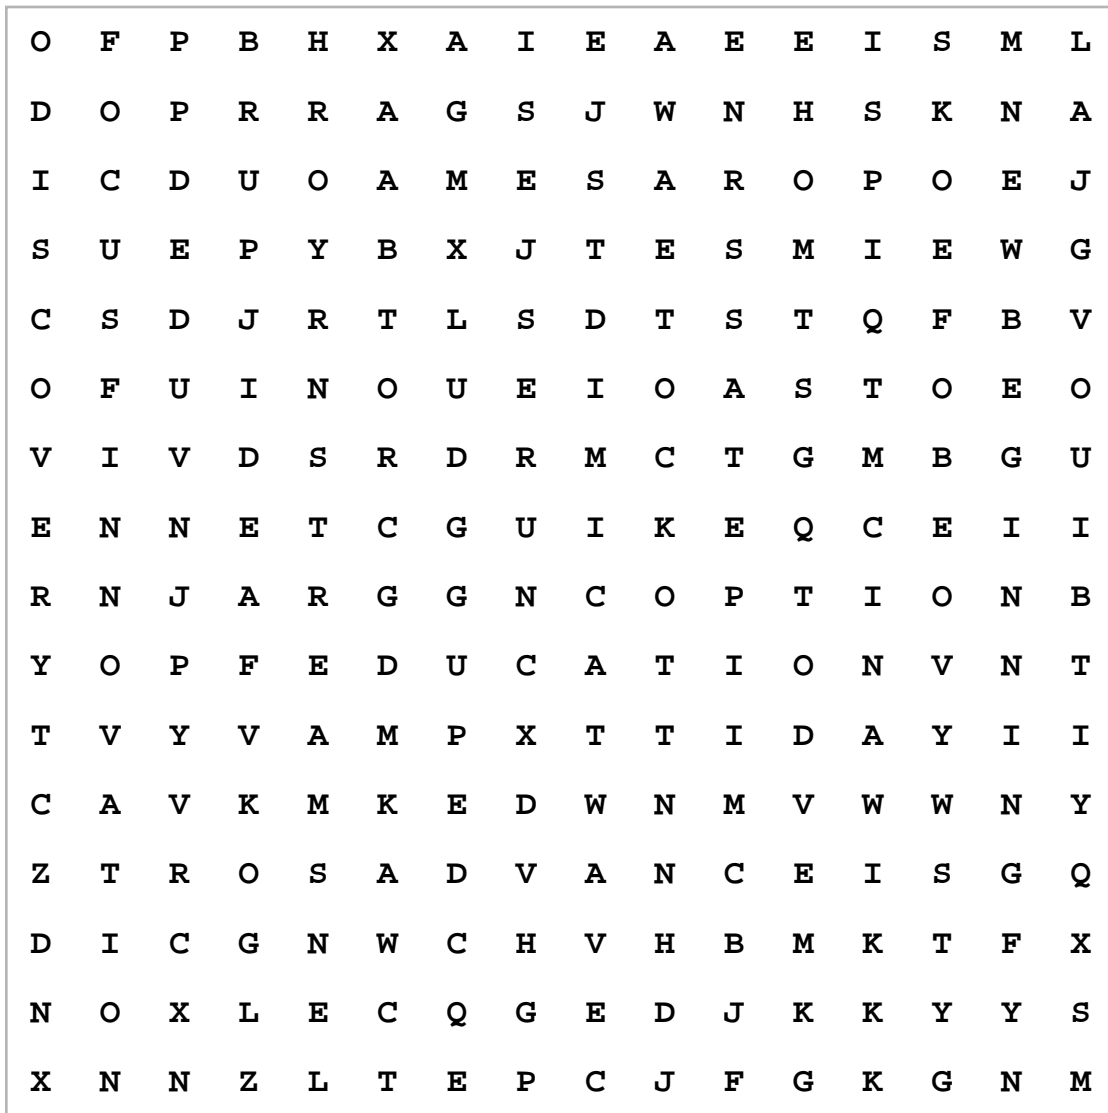 O F P B H X A I E A E E I S M L
D O P R R A G S J W N H S K N A
I C D U O A M E S A R O P O E J
S U E P Y B X J T E S M I E W G
C S D J R T L S D T S T Q F B V
O F U I N O U E I O A S T O E O
V I V D S R D R M C T G M B G U
E N N E T C G U I K E Q C E I I
R N J A R G G N C O P T I O N B
Y O P F E D U C A T I O N V N T
T V Y V A M P X T T I D A Y I I
C A V K M K E D W N M V W W N Y
Z T R O S A D V A N C E I S G Q
D I C G N W C H V H B M K T F X
N O X L E C Q G E D J K K Y Y S
X N N Z L T E P C J F G K G N M